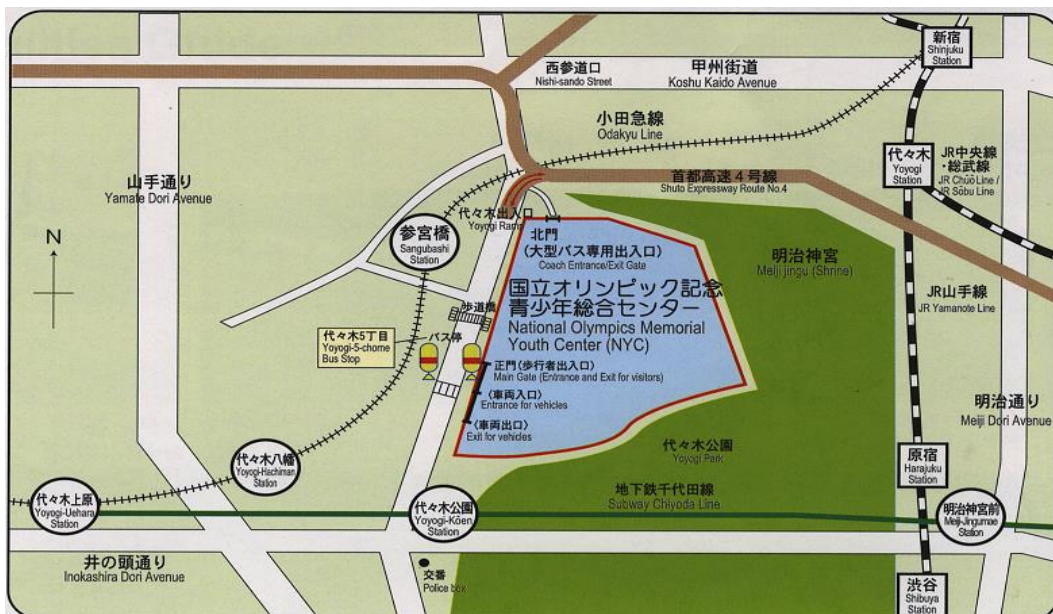 新宿
Shinjuku
Station
西参道口
Nishi-sando Street
甲州街道
Koshu Kaido Avenue
小田急線
Odakyu Line
代々木
Yoyogi
Station
JR中央線
・総武線
JR Chūō Line /
JR Sōbu Line
山手通り
Yamate Dori Avenue
首都高速4号線
Shuto Expressway Route No.4
代々木出入口
Yoyogi Ramp
参宮橋
Sangubashi
Station
N
北門
(大型バス専用出入口)
Coach Entrance/Exit Gate
明治神宮
Meiji jingu (Shrine)
国立オリンピック記念
青少年総合センター
National Olympics Memorial
Youth Center (NYC)
JR山手線
JR Yamanote Line
歩道橋
代々木5丁目
Yoyogi-5-chome
Bus Stop
バス停
正門(歩行者出入口)
Main Gate (Entrance and Exit for visitors)
〈車両入口〉
Entrance for vehicles
〈車両出口〉
Exit for vehicles
明治通り
Meiji Dori Avenue
代々木公園
Yoyogi Park
代々木八幡
Yoyogi-Hachiman
Station
原宿
Harajuku
Station
代々木上原
Yoyogi-Uehara
Station
代々木公園
Yoyogi-Kōen
Station
地下鉄千代田線
Subway Chiyoda Line
明治神宮前
Meiji-Jingumae
Station
井の頭通り
Inokashira Dori Avenue
交番
Police box
渋谷
Shibuya
Station